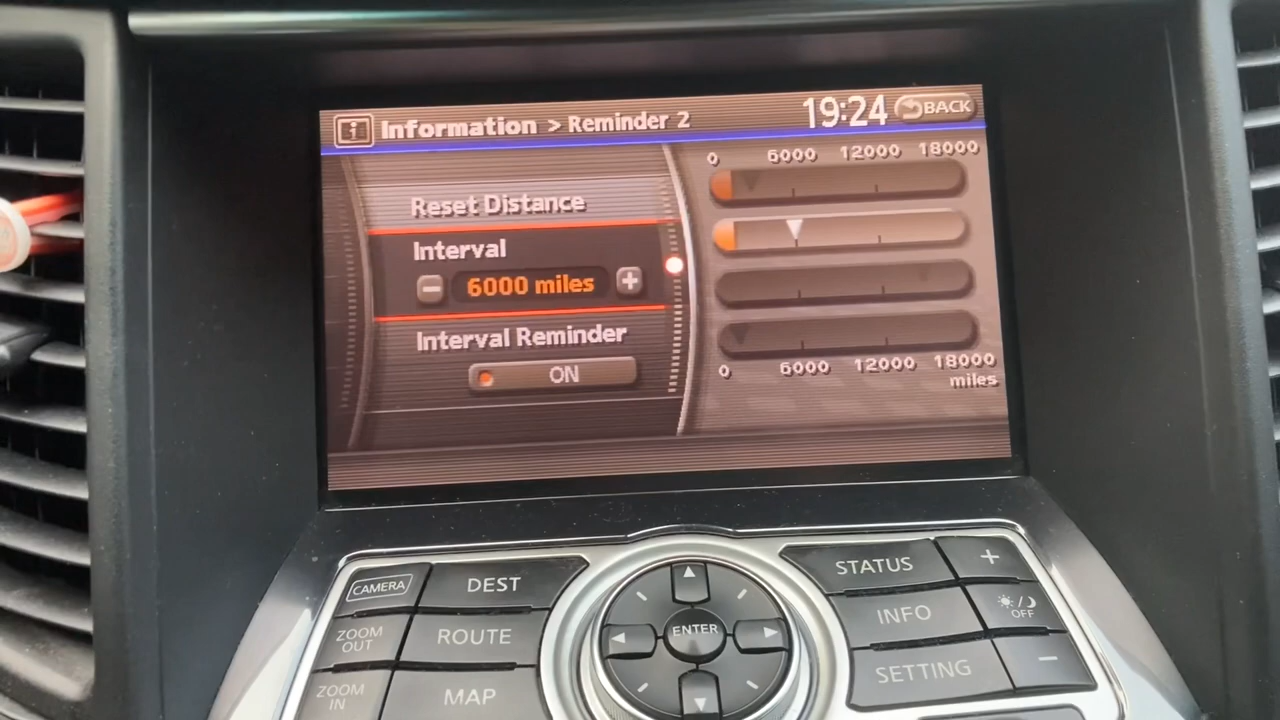 Information > Reminder 2
19:24
BACK
Reset Distance
Interval
− 6000 miles +
Interval Reminder
ON
0 6000 12000 18000
0 6000 12000 18000
miles
CAMERA
DEST
ZOOM
OUT
ROUTE
ZOOM
IN
MAP
ENTER
STATUS
+
INFO
OFF
SETTING
−